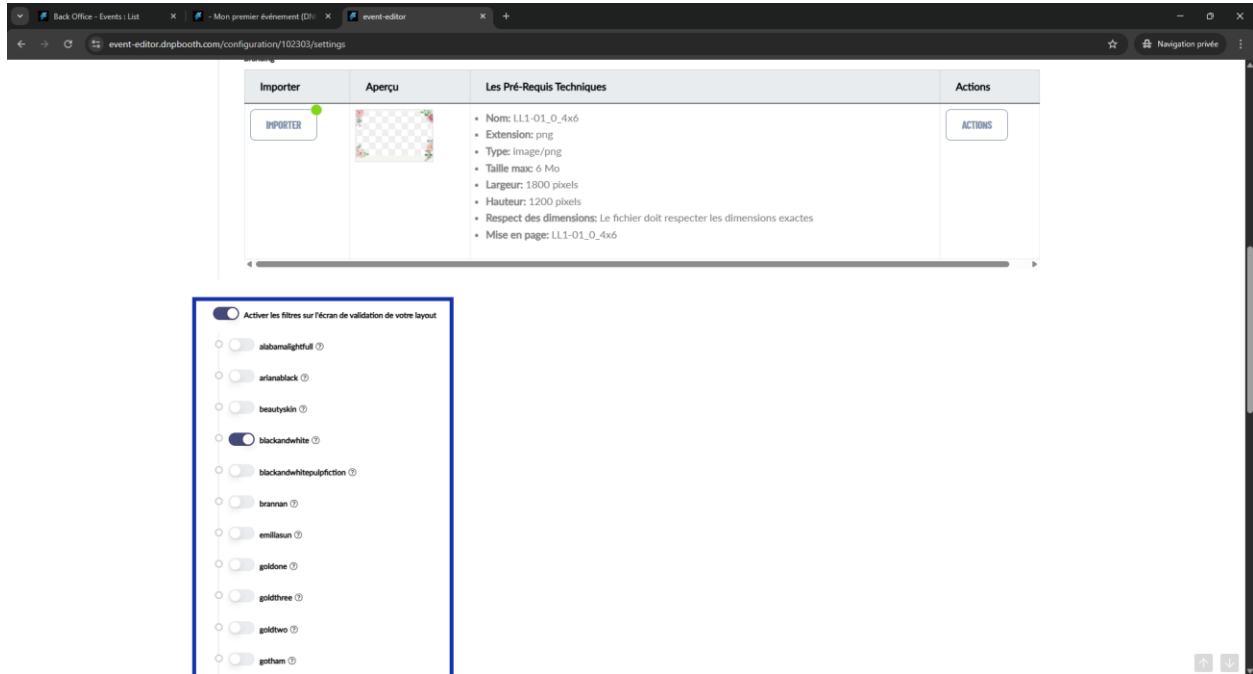 Back Office - Events : List
- Mon premier événement (DN
event-editor
event-editor.dnpbooth.com/configuration/102303/settings
Navigation privée
Branding
Importer Aperçu Les Pré-Requis Techniques Actions
IMPORTER
ACTIONS
• Nom: LL1-01_0_4x6
• Extension: png
• Type: image/png
• Taille max: 6 Mo
• Largeur: 1800 pixels
• Hauteur: 1200 pixels
• Respect des dimensions: Le fichier doit respecter les dimensions exactes
• Mise en page: LL1-01_0_4x6
Activer les filtres sur l'écran de validation de votre layout
alabamalightfull
arianablack
beautyskin
blackandwhite
blackandwhitepulpfiction
brannan
emiliasun
goldone
goldthree
goldtwo
gotham